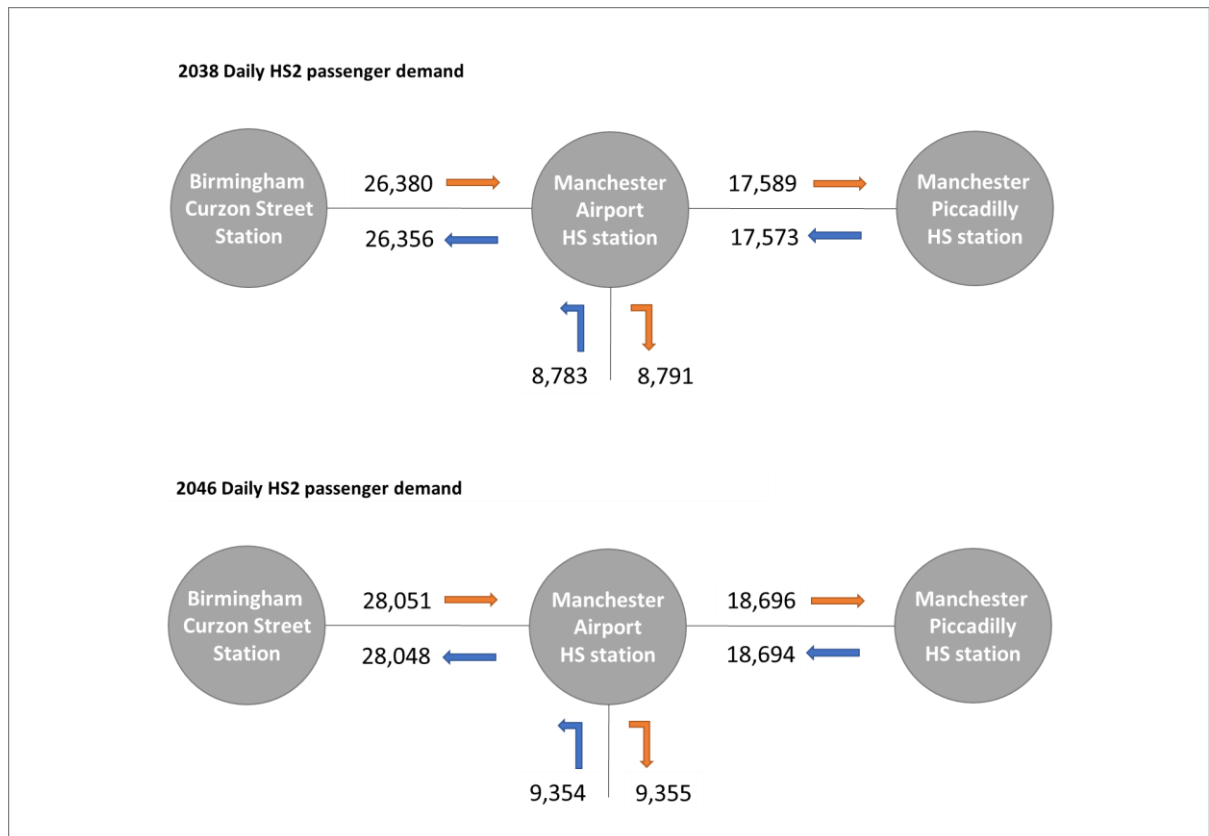 2038 Daily HS2 passenger demand
Birmingham
Curzon Street
Station
26,380
26,356
Manchester
Airport
HS station
17,589
17,573
Manchester
Piccadilly
HS station
8,783
8,791
2046 Daily HS2 passenger demand
Birmingham
Curzon Street
Station
28,051
28,048
Manchester
Airport
HS station
18,696
18,694
Manchester
Piccadilly
HS station
9,354
9,355